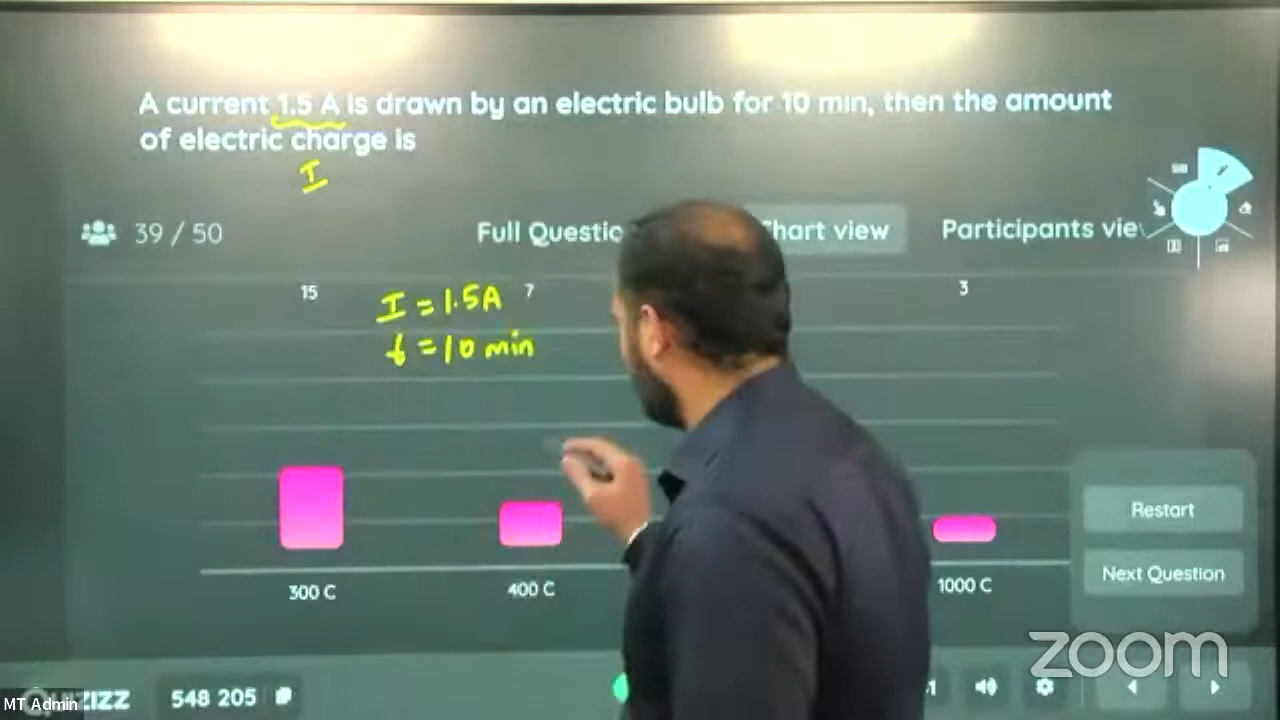 A current 1.5 A is drawn by an electric bulb for 10 min, then the amount
of electric charge is
I
39 / 50
Full Questio
Chart view
Participants vie
15
7
3
I = 1.5A
t = 10 min
300 C
400 C
1000 C
Restart
Next Question
zoom
IZIZZ
548 205
MT Admin